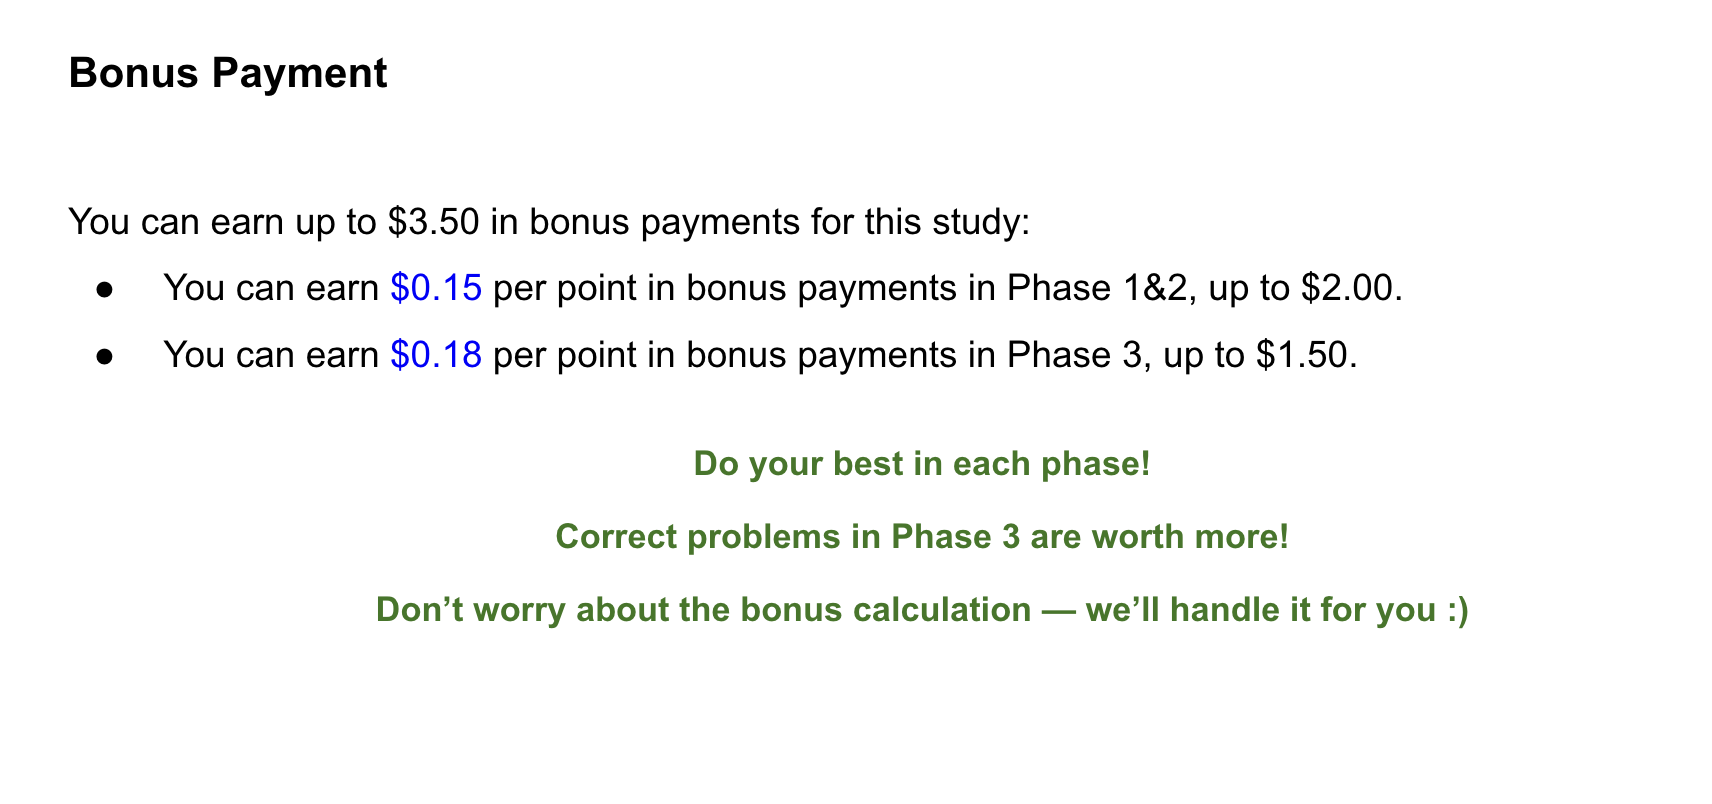 Bonus Payment
You can earn up to $3.50 in bonus payments for this study:
● You can earn $0.15 per point in bonus payments in Phase 1&2, up to $2.00.
● You can earn $0.18 per point in bonus payments in Phase 3, up to $1.50.
Do your best in each phase!
Correct problems in Phase 3 are worth more!
Don’t worry about the bonus calculation — we’ll handle it for you :)